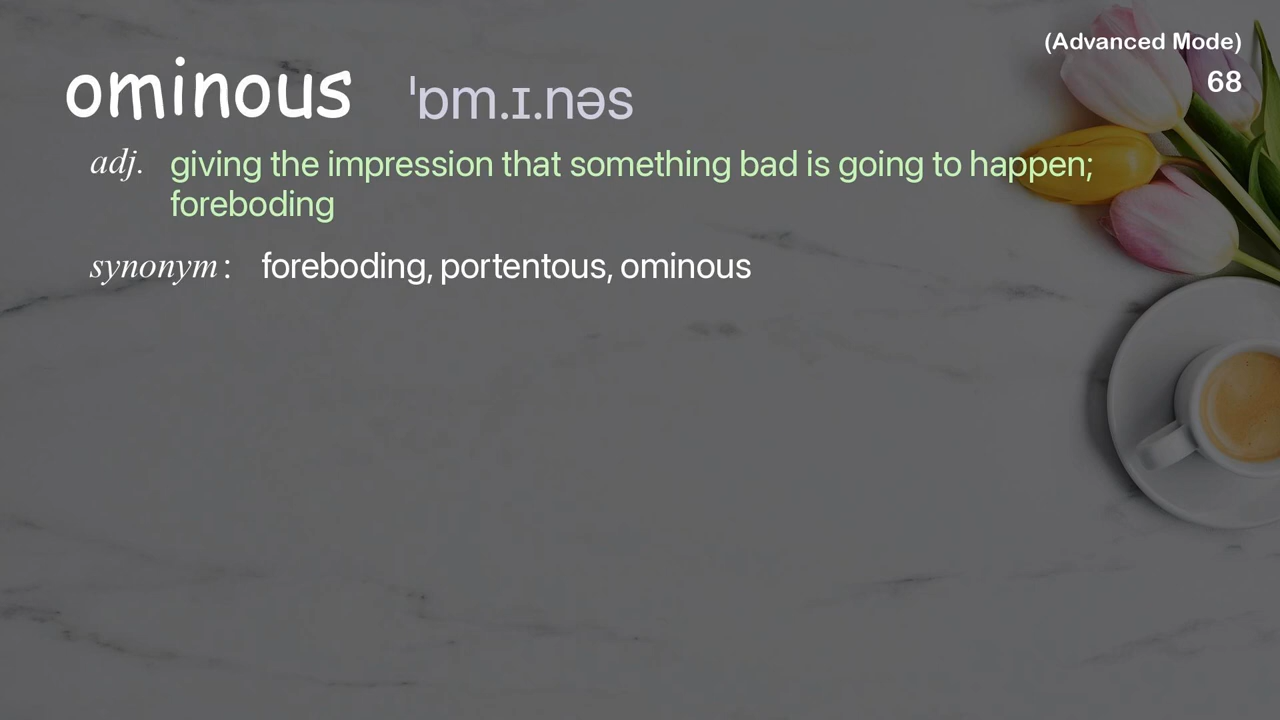 (Advanced Mode)
68
ominous ˈɒm.ɪ.nəs
adj. giving the impression that something bad is going to happen;
foreboding
synonym : foreboding, portentous, ominous